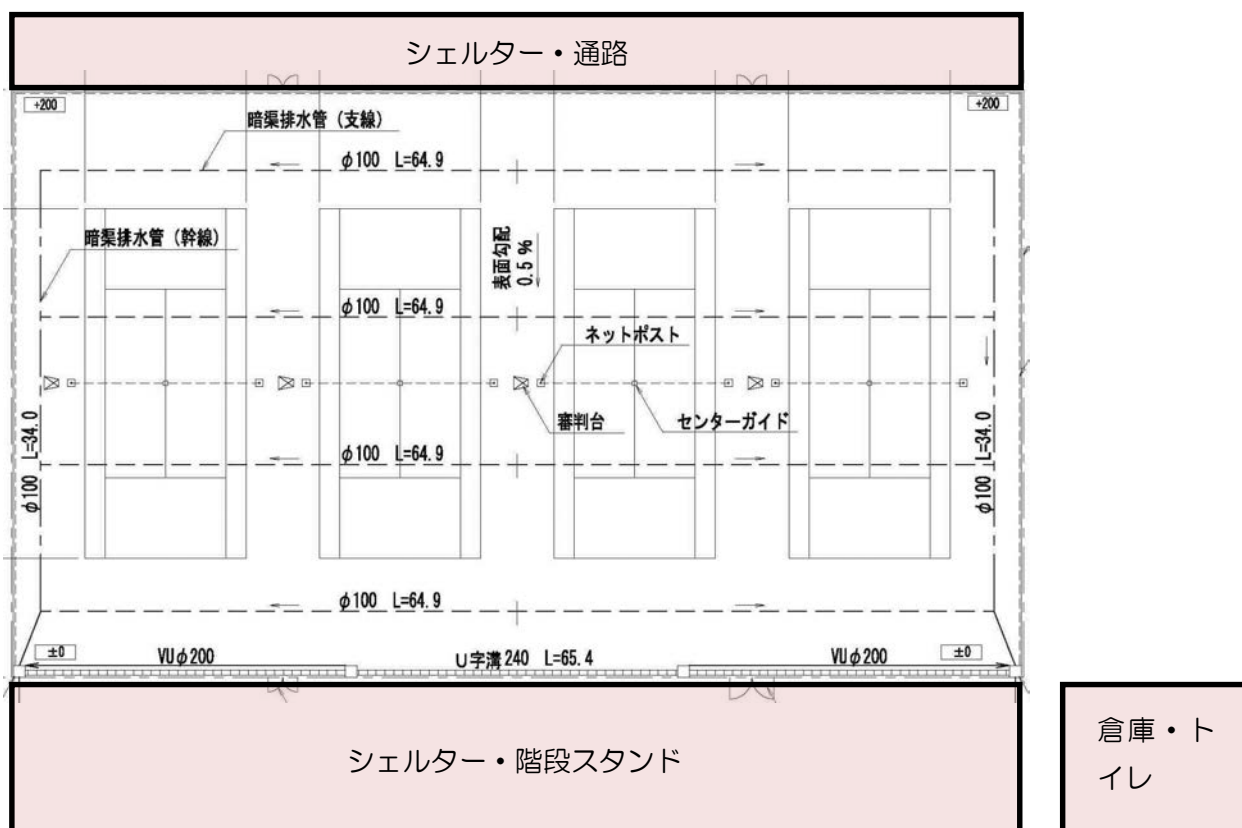 シェルター・通路
+200
+200
暗渠排水管（支線）
φ100 L=64.9
暗渠排水管（幹線）
表面勾配
0.5%
φ100 L=64.9
ネットポスト
審判台
センターガイド
φ100 L=34.0
φ100 L=64.9
φ100 L=34.0
φ100 L=64.9
±0
VUφ200
U字溝240 L=65.4
VUφ200
±0
シェルター・階段スタンド
倉庫・ト
イレ